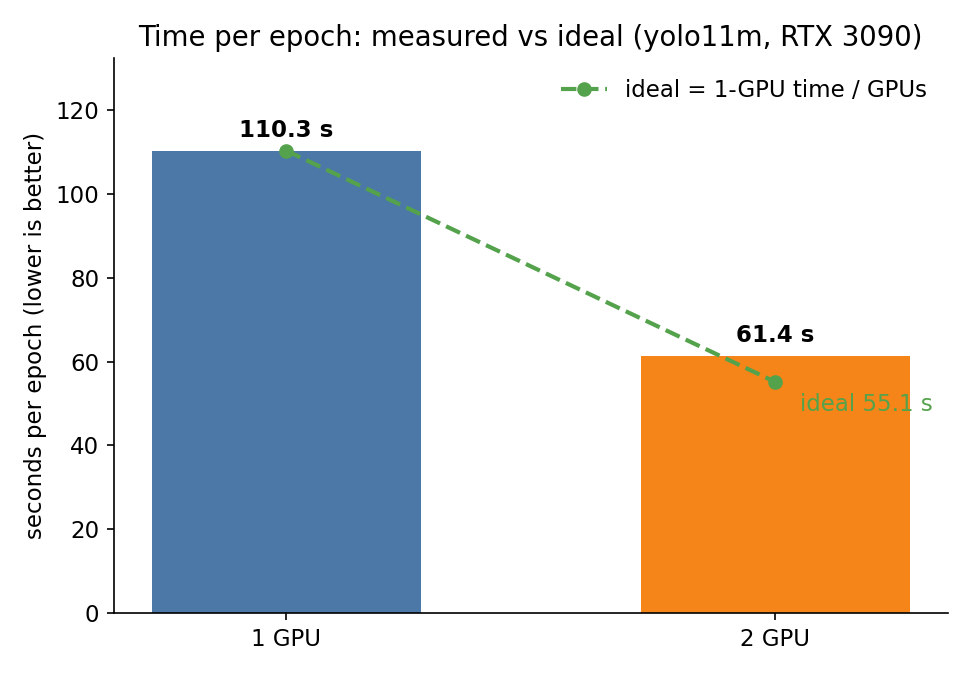 Time per epoch: measured vs ideal (yolo11m, RTX 3090)
ideal = 1-GPU time / GPUs
seconds per epoch (lower is better)
120
100
80
60
40
20
0
110.3 s
61.4 s
ideal 55.1 s
1 GPU
2 GPU